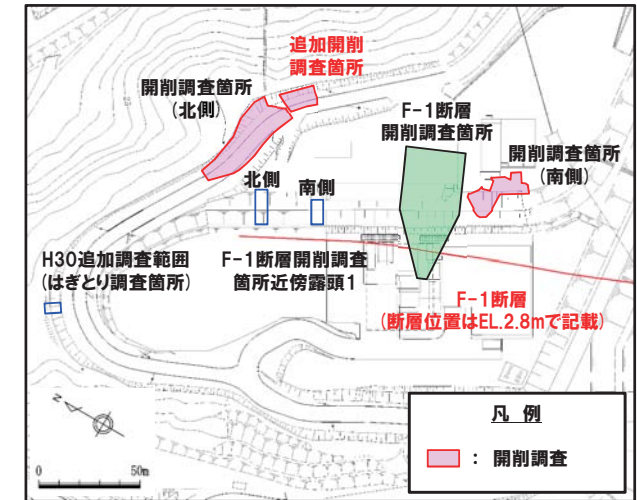 追加開削
調査箇所
開削調査箇所
(北側)
F-1断層
開削調査箇所
開削調査箇所
(南側)
北側
南側
H30追加調査範囲
(はぎとり調査箇所)
F-1断層開削調査
箇所近傍露頭1
F-1断層
(断層位置はEL.2.8mで記載)
N
0 50m
凡 例
: 開削調査